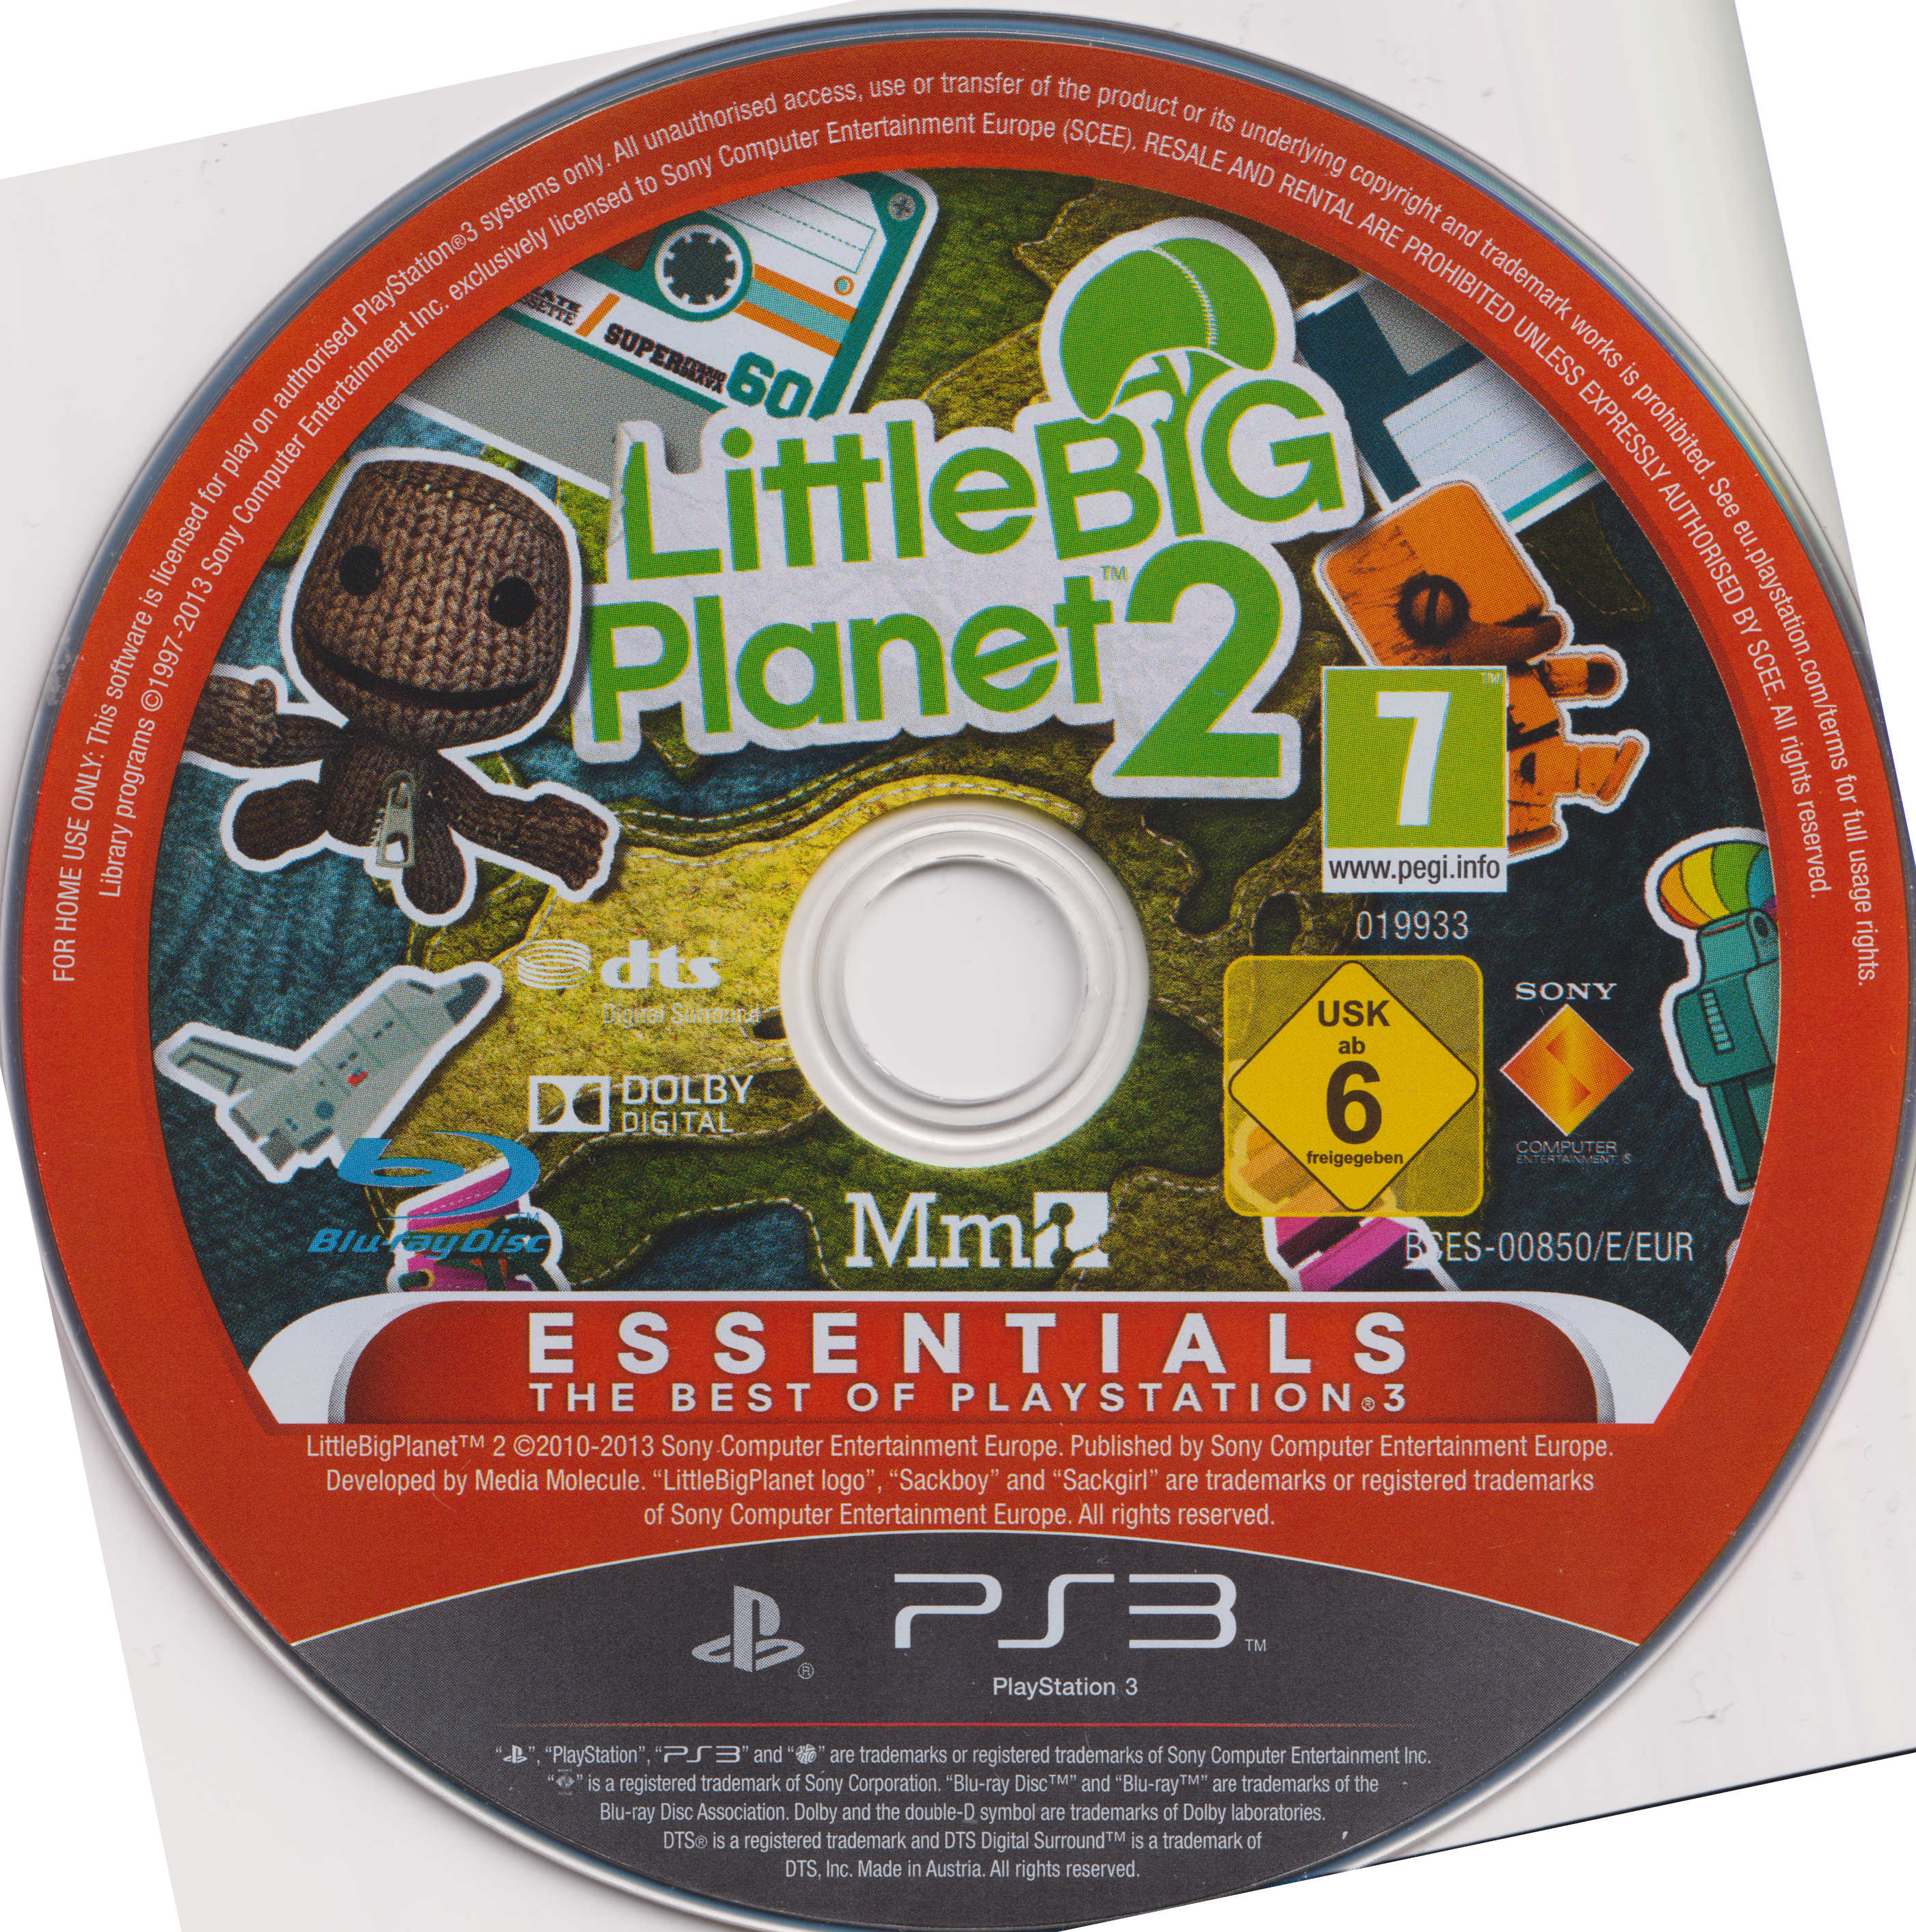 FOR HOME USE ONLY: This software is licensed for play on authorised PlayStation®3 systems only. All unauthorised access, use or transfer of the product or its underlying copyright and trademark works is prohibited. See eu.playstation.com/terms for full usage rights.
Library programs ©1997-2013 Sony Computer Entertainment Inc. exclusively licensed to Sony Computer Entertainment Europe (SCEE). RESALE AND RENTAL ARE PROHIBITED UNLESS EXPRESSLY AUTHORISED BY SCEE. All rights reserved.
60
LittleBIG
Planet™2
7™
www.pegi.info
019933
dts
Digital Surround
DOLBY
DIGITAL
USK
ab
6
freigegeben
SONY
COMPUTER
ENTERTAINMENT ®
Blu-ray Disc™
Mm
BCES-00850/E/EUR
ESSENTIALS
THE BEST OF PLAYSTATION®3
LittleBigPlanet™ 2 ©2010-2013 Sony Computer Entertainment Europe. Published by Sony Computer Entertainment Europe.
Developed by Media Molecule. “LittleBigPlanet logo”, “Sackboy” and “Sackgirl” are trademarks or registered trademarks
of Sony Computer Entertainment Europe. All rights reserved.
® PS3™
PlayStation 3
“ ”, “PlayStation”, “PS3” and “ ” are trademarks or registered trademarks of Sony Computer Entertainment Inc.
“ ” is a registered trademark of Sony Corporation. “Blu-ray Disc™” and “Blu-ray™” are trademarks of the
Blu-ray Disc Association. Dolby and the double-D symbol are trademarks of Dolby laboratories.
DTS® is a registered trademark and DTS Digital Surround™ is a trademark of
DTS, Inc. Made in Austria. All rights reserved.